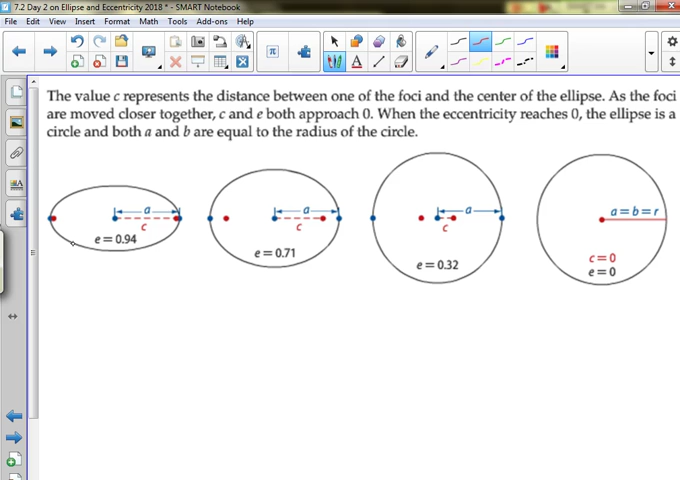 7.2 Day 2 on Ellipse and Eccentricity 2018 * - SMART Notebook
File Edit View Insert Format Tools Add-ons Help
The value c represents the distance between one of the foci and the center of the ellipse. As the foci
are moved closer together, c and e both approach 0. When the eccentricity reaches 0, the ellipse is a
circle and both a and b are equal to the radius of the circle.
a
c
e = 0.94
a
c
e = 0.71
a
c
e = 0.32
a = b = r
c = 0
e = 0